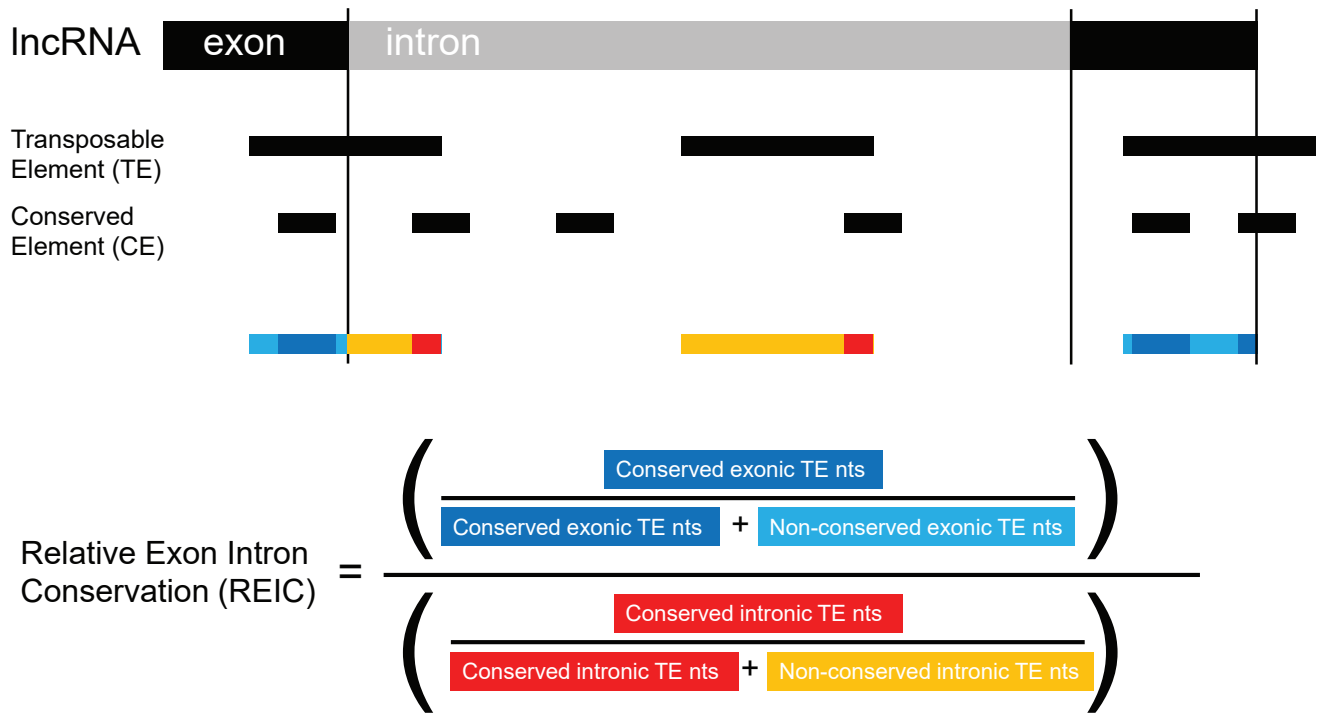 lncRNA exon intron
Transposable
Element (TE)
Conserved
Element (CE)
Relative Exon Intron
Conservation (REIC)
=
(
Conserved exonic TE nts
Conserved exonic TE nts + Non-conserved exonic TE nts
)
(
Conserved intronic TE nts
Conserved intronic TE nts + Non-conserved intronic TE nts
)